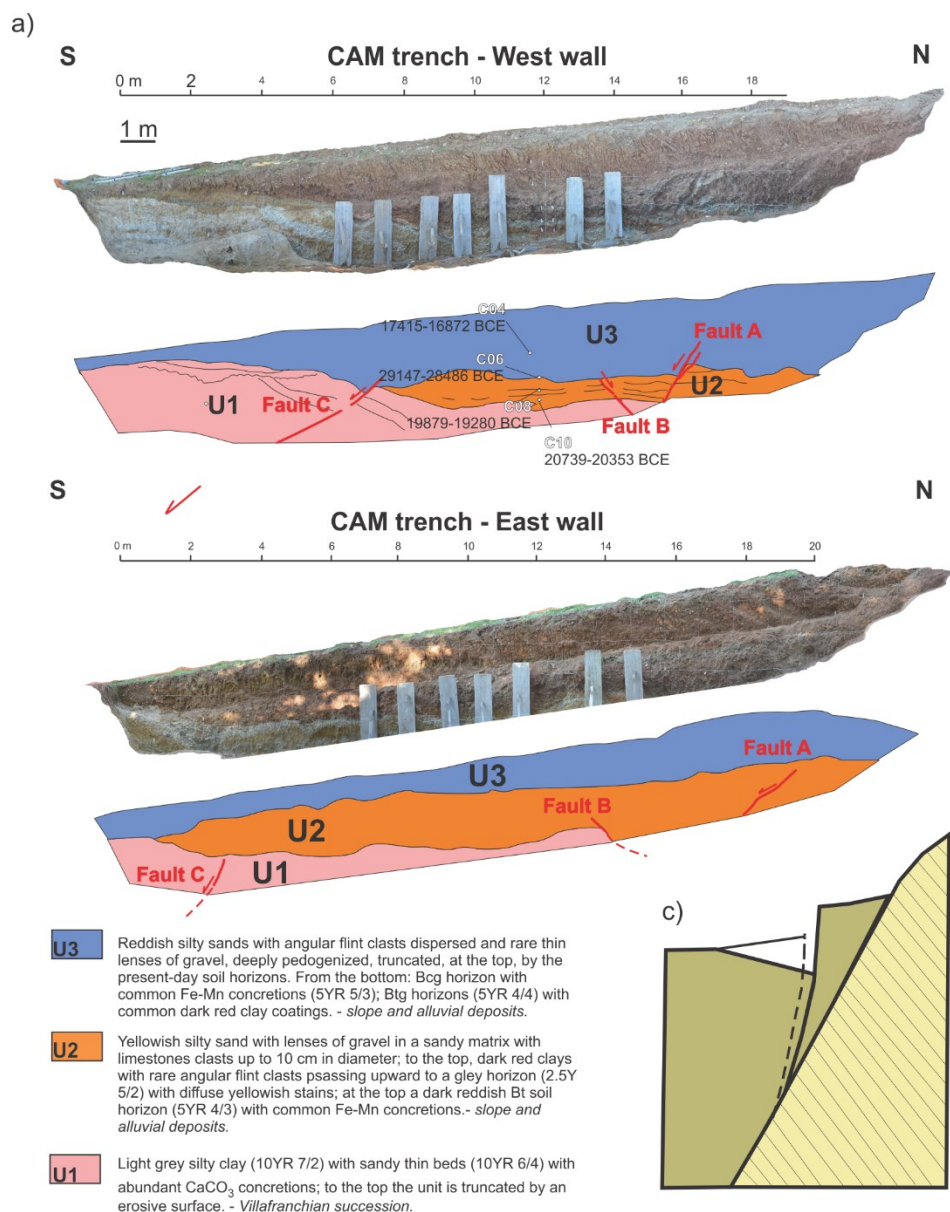 a)
S
CAM trench - West wall
N
0 m 2 4 6 8 10 12 14 16 18
1 m
C04
17415-16872 BCE
U3
Fault A
C06
29147-28486 BCE
U2
U1
Fault C
C08
19879-19280 BCE
Fault B
C10
20739-20353 BCE
S
N
CAM trench - East wall
0 m 2 4 6 8 10 12 14 16 18 20
U3
Fault A
Fault B
U2
Fault C
U1
c)
U3
Reddish silty sands with angular flint clasts dispersed and rare thin
lenses of gravel, deeply pedogenized, truncated, at the top, by the
present-day soil horizons. From the bottom: Bcg horizon with
common Fe-Mn concretions (5YR 5/3); Btg horizons (5YR 4/4) with
common dark red clay coatings. - slope and alluvial deposits.
U2
Yellowish silty sand with lenses of gravel in a sandy matrix with
limestones clasts up to 10 cm in diameter; to the top, dark red clays
with rare angular flint clasts psassing upward to a gley horizon (2.5Y
5/2) with diffuse yellowish stains; at the top a dark reddish Bt soil
horizon (5YR 4/3) with common Fe-Mn concretions.- slope and
alluvial deposits.
U1
Light grey silty clay (10YR 7/2) with sandy thin beds (10YR 6/4) with
abundant CaCO3 concretions; to the top the unit is truncated by an
erosive surface. - Villafranchian succession.